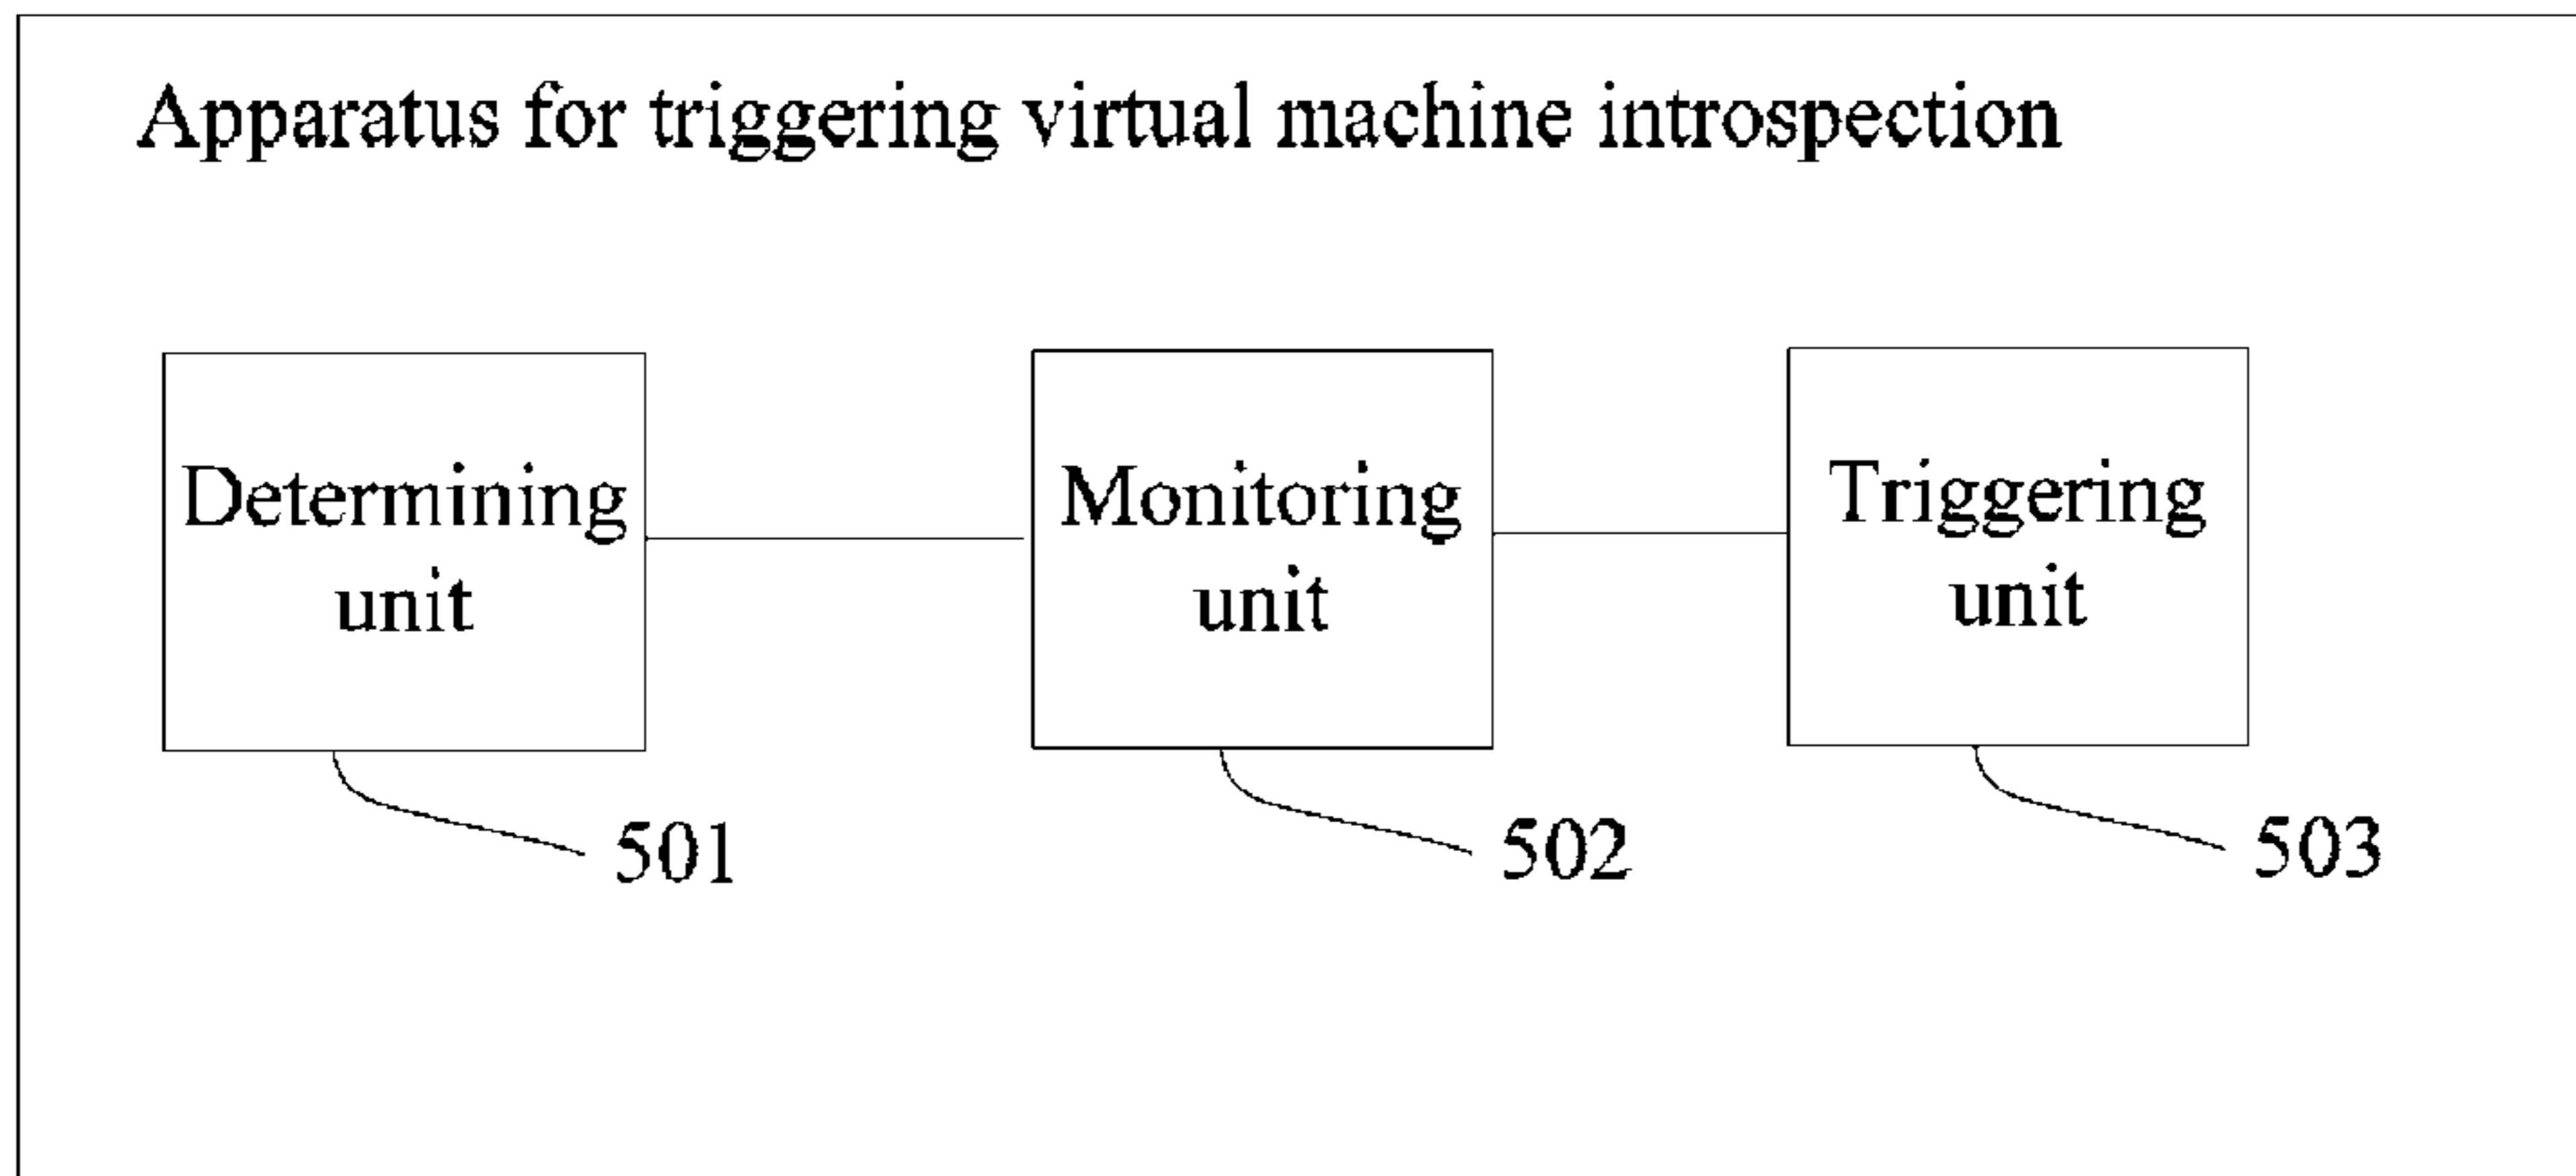 Apparatus for triggering virtual machine introspection
Determining
unit
Monitoring
unit
Triggering
unit
501
502
503